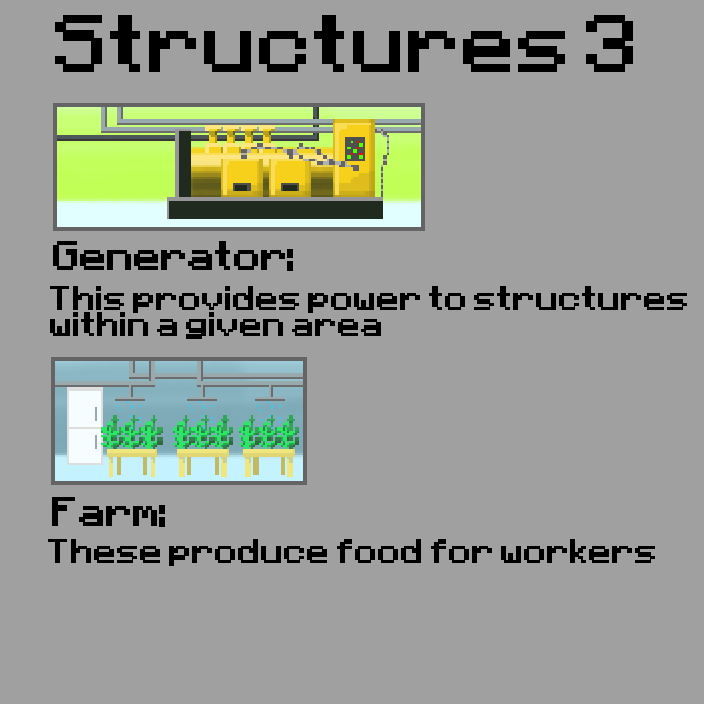 Structures 3
Generator:
This provides power to structures
within a given area
Farm:
These produce food for workers